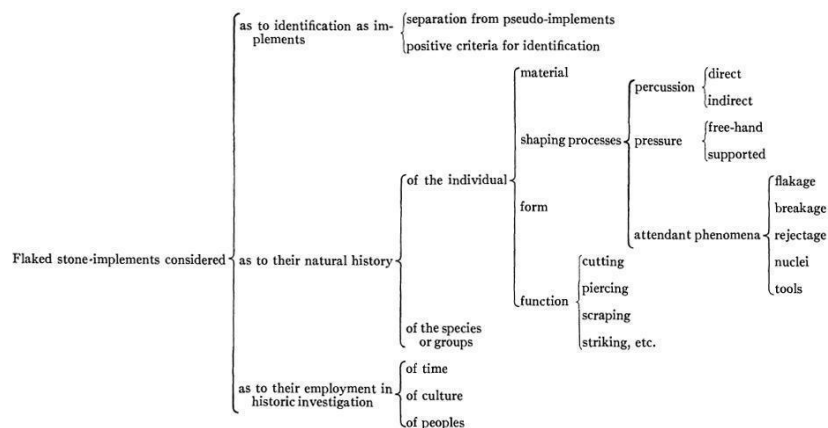 Flaked stone-implements considered
as to identification as im-
plements
separation from pseudo-implements
positive criteria for identification
as to their natural history
of the individual
material
shaping processes
percussion
direct
indirect
pressure
free-hand
supported
attendant phenomena
flakage
breakage
rejectage
nuclei
tools
form
function
cutting
piercing
scraping
striking, etc.
of the species
or groups
as to their employment in
historic investigation
of time
of culture
of peoples